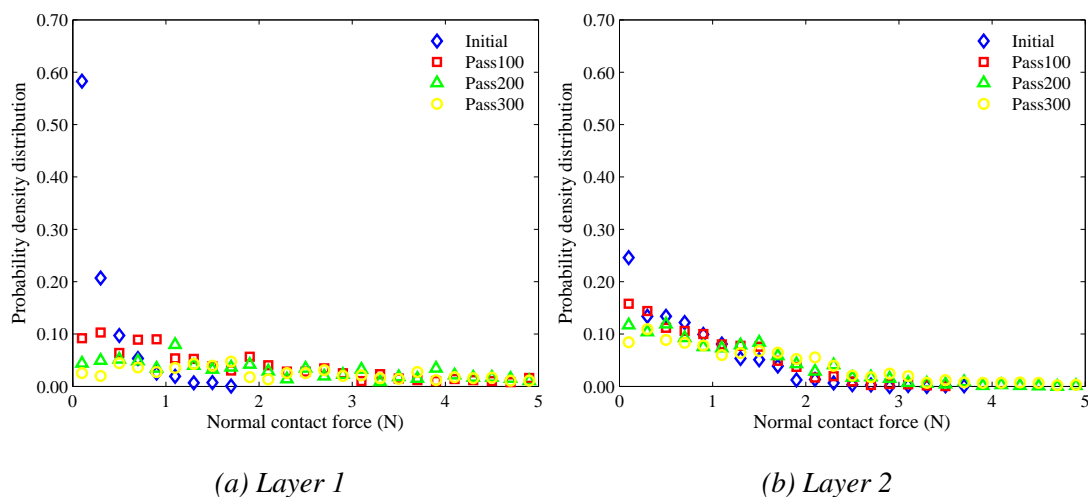 0.70
0.60
0.50
0.40
0.30
0.20
0.10
0.00
0 1 2 3 4 5
Probability density distribution
Normal contact force (N)
Initial
Pass100
Pass200
Pass300
(a) Layer 1
0.70
0.60
0.50
0.40
0.30
0.20
0.10
0.00
0 1 2 3 4 5
Probability density distribution
Normal contact force (N)
Initial
Pass100
Pass200
Pass300
(b) Layer 2